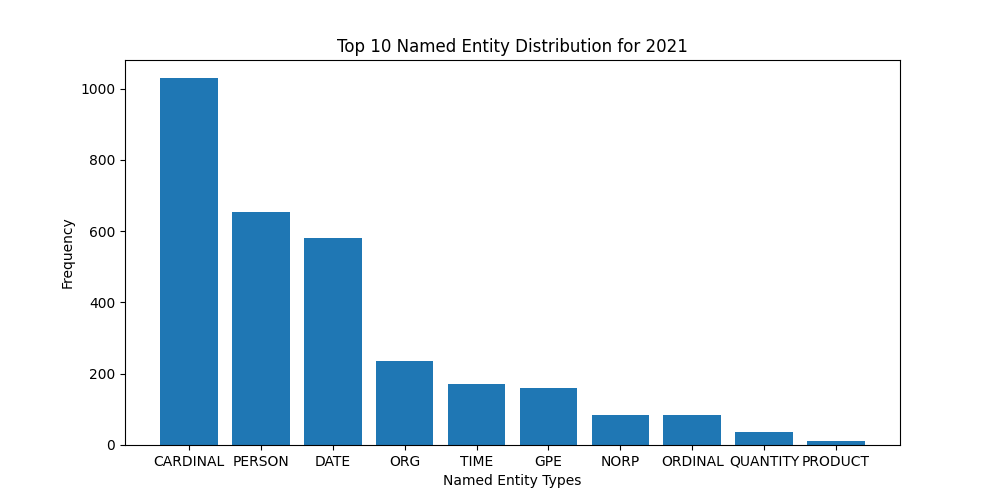 Top 10 Named Entity Distribution for 2021
Frequency
1000
800
600
400
200
0
CARDINAL PERSON DATE ORG TIME GPE NORP ORDINAL QUANTITY PRODUCT
Named Entity Types